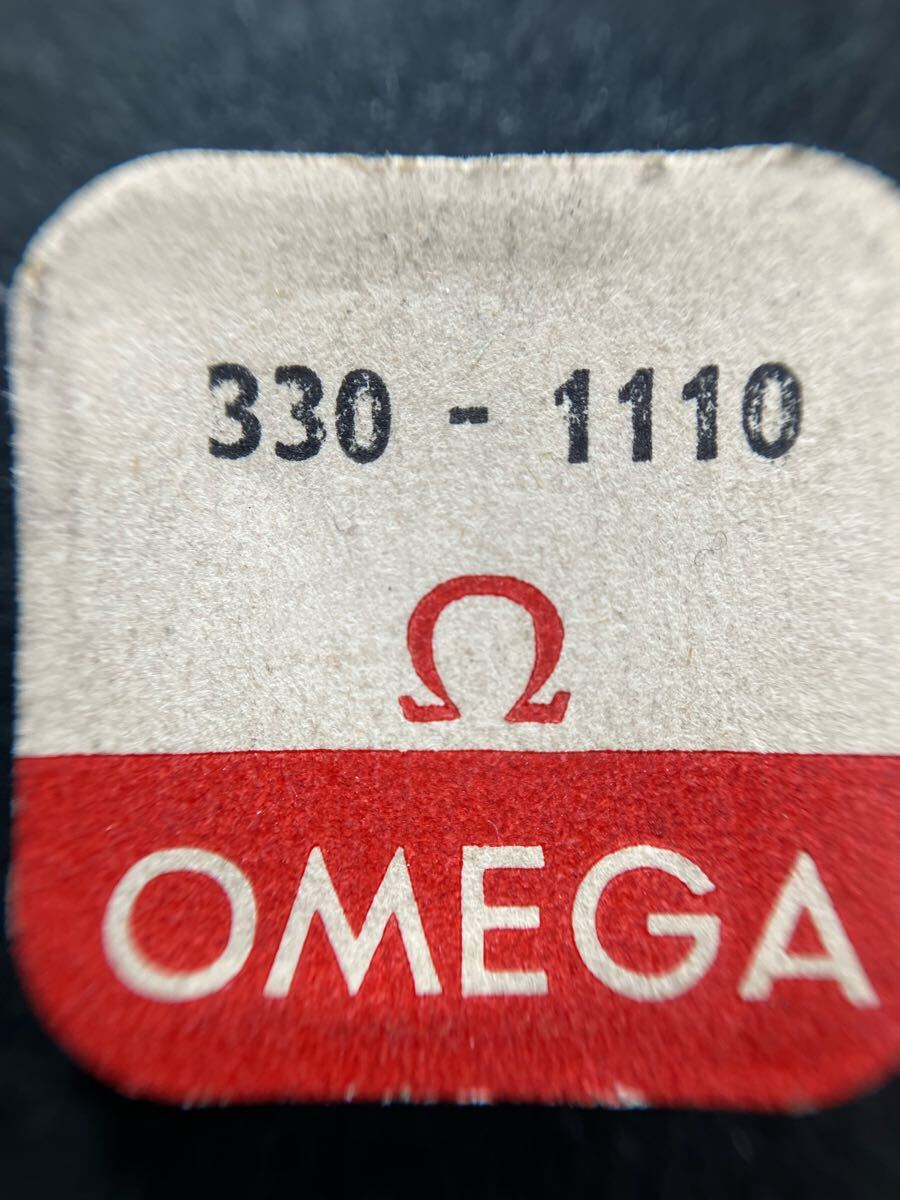 330 - 1110
Ω
OMEGA